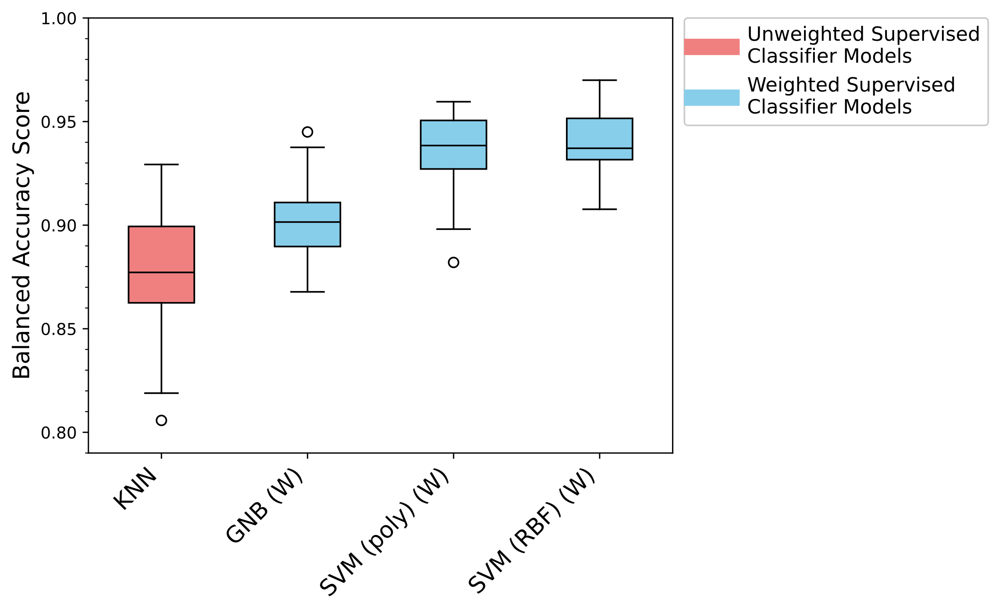 Balanced Accuracy Score
1.00
0.95
0.90
0.85
0.80
KNN
GNB (W)
SVM (poly) (W)
SVM (RBF) (W)
Unweighted Supervised
Classifier Models
Weighted Supervised
Classifier Models